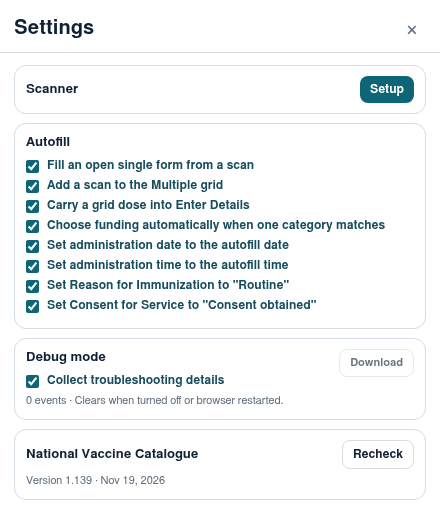 Settings
×
Scanner
Setup
Autofill
Fill an open single form from a scan
Add a scan to the Multiple grid
Carry a grid dose into Enter Details
Choose funding automatically when one category matches
Set administration date to the autofill date
Set administration time to the autofill time
Set Reason for Immunization to "Routine"
Set Consent for Service to "Consent obtained"
Debug mode
Download
Collect troubleshooting details
0 events · Clears when turned off or browser restarted.
National Vaccine Catalogue
Recheck
Version 1.139 · Nov 19, 2026